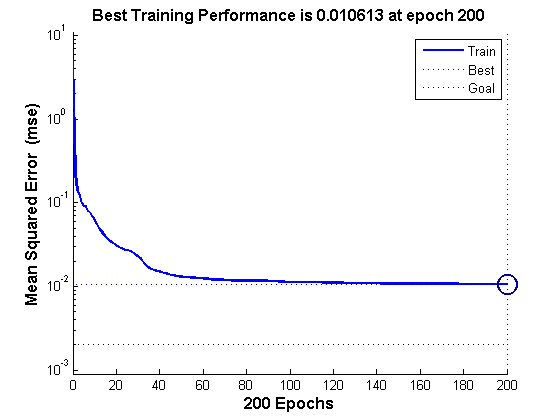 Best Training Performance is 0.010613 at epoch 200
Train
Best
Goal
10^1
10^0
10^-1
10^-2
10^-3
Mean Squared Error (mse)
0 20 40 60 80 100 120 140 160 180 200
200 Epochs